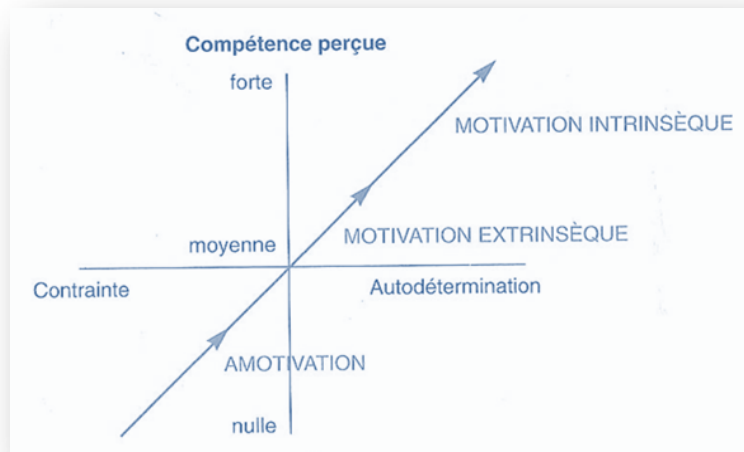 Compétence perçue
forte
MOTIVATION INTRINSÈQUE
MOTIVATION EXTRINSÈQUE
moyenne
Contrainte
Autodétermination
AMOTIVATION
nulle